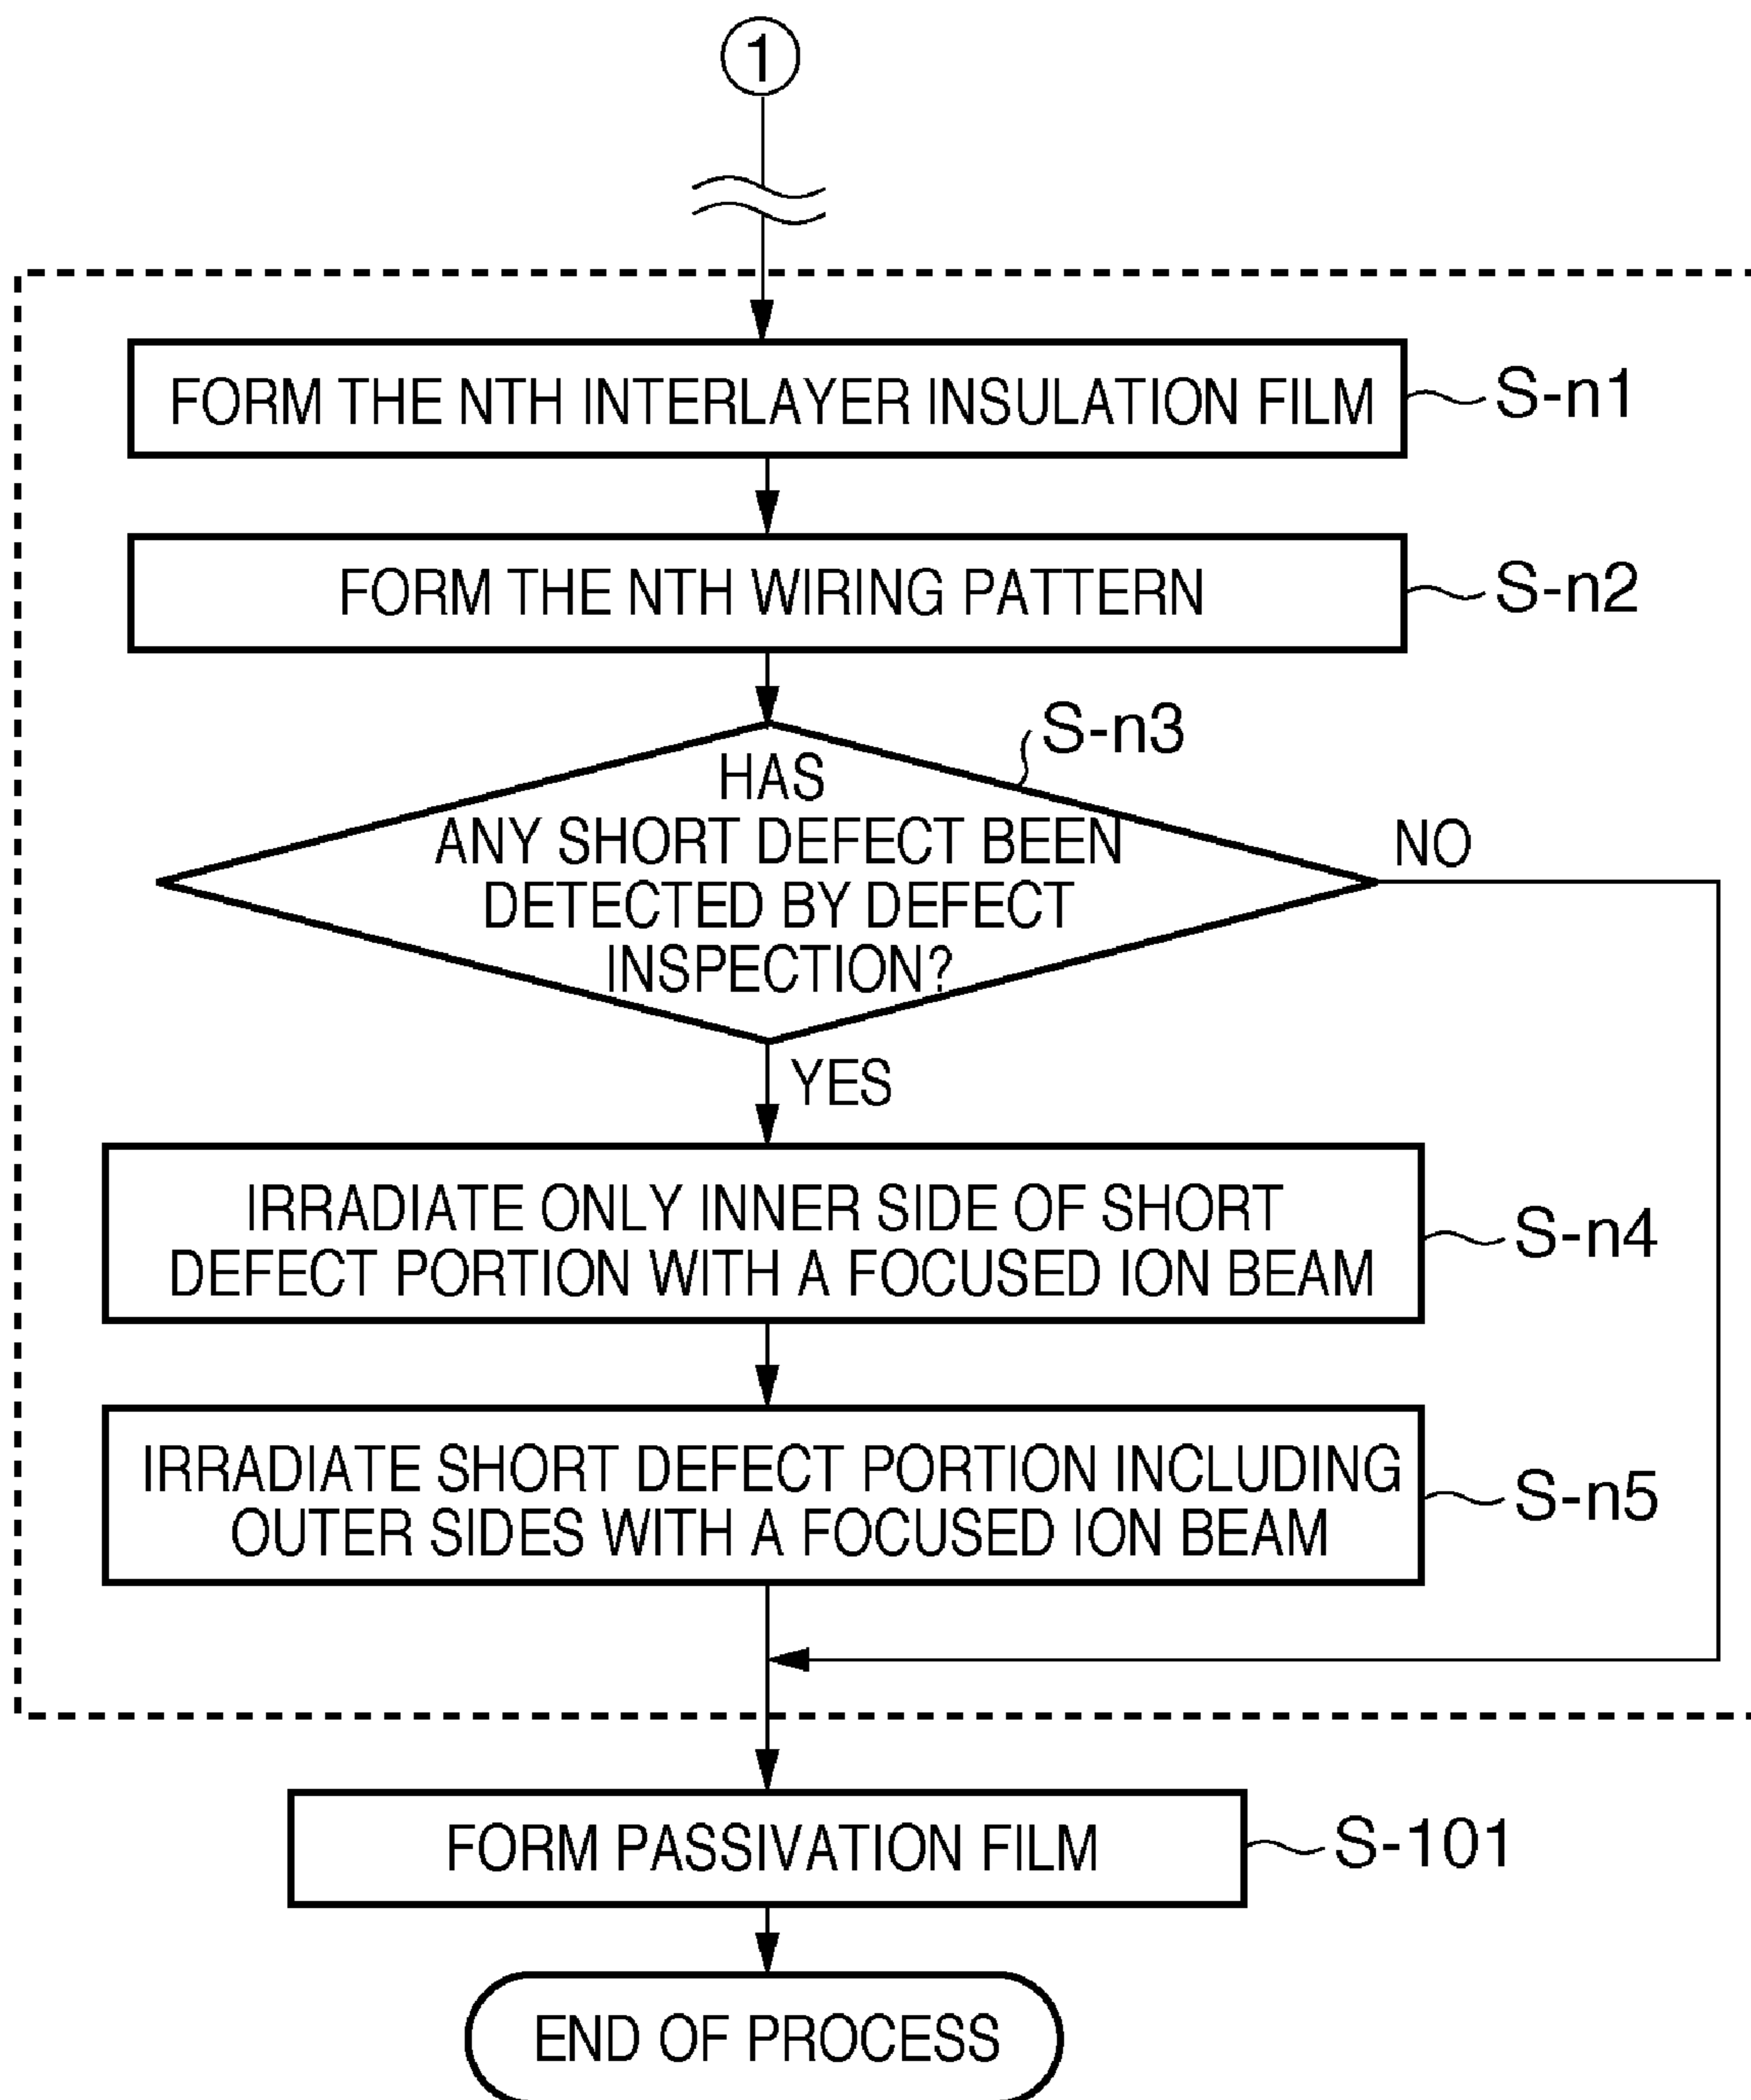 1
FORM THE NTH INTERLAYER INSULATION FILM
S-n1
FORM THE NTH WIRING PATTERN
S-n2
S-n3
HAS
ANY SHORT DEFECT BEEN
DETECTED BY DEFECT
INSPECTION?
NO
YES
IRRADIATE ONLY INNER SIDE OF SHORT
DEFECT PORTION WITH A FOCUSED ION BEAM
S-n4
IRRADIATE SHORT DEFECT PORTION INCLUDING
OUTER SIDES WITH A FOCUSED ION BEAM
S-n5
FORM PASSIVATION FILM
S-101
END OF PROCESS